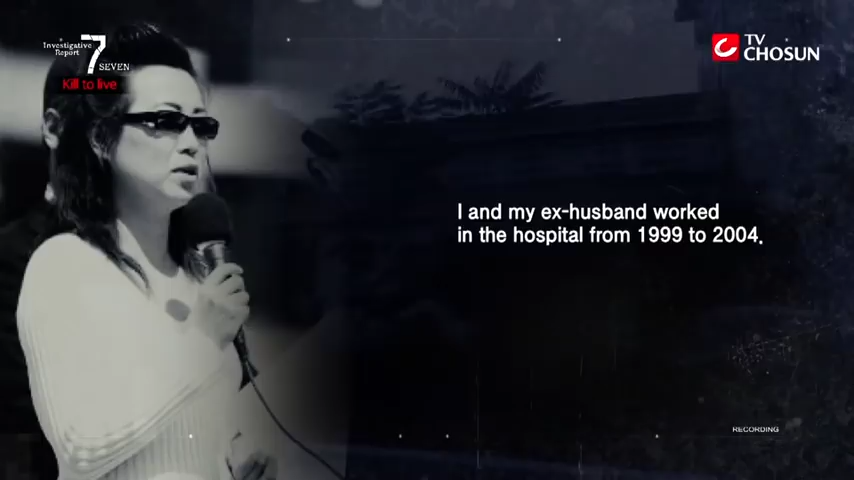 Investigative
Report
7
SEVEN
Kill to live
TV
CHOSUN
I and my ex-husband worked
in the hospital from 1999 to 2004.
RECORDING